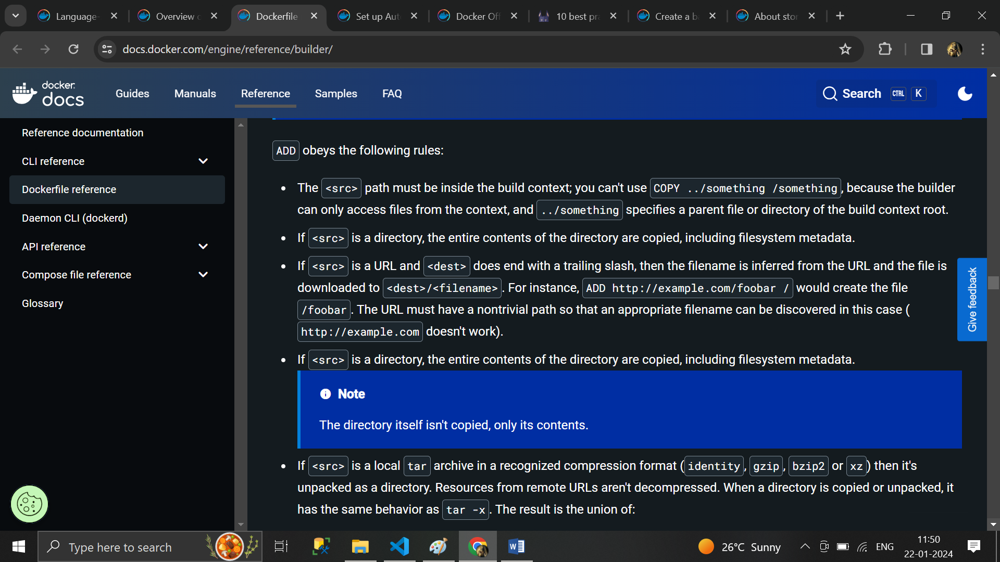 Language-
Overview c
Dockerfile
Set up Aut
Docker Off
10 best pra
Create a ba
About stor
docs.docker.com/engine/reference/builder/
docker
docs
Guides
Manuals
Reference
Samples
FAQ
Search CTRL K
Reference documentation
CLI reference
Dockerfile reference
Daemon CLI (dockerd)
API reference
Compose file reference
Glossary
ADD obeys the following rules:
• The <src> path must be inside the build context; you can't use COPY ../something /something, because the builder
can only access files from the context, and ../something specifies a parent file or directory of the build context root.
• If <src> is a directory, the entire contents of the directory are copied, including filesystem metadata.
• If <src> is a URL and <dest> does end with a trailing slash, then the filename is inferred from the URL and the file is
downloaded to <dest>/<filename>. For instance, ADD http://example.com/foobar / would create the file
/foobar. The URL must have a nontrivial path so that an appropriate filename can be discovered in this case (
http://example.com doesn't work).
• If <src> is a directory, the entire contents of the directory are copied, including filesystem metadata.
Note
The directory itself isn't copied, only its contents.
• If <src> is a local tar archive in a recognized compression format (identity, gzip, bzip2 or xz) then it's
unpacked as a directory. Resources from remote URLs aren't decompressed. When a directory is copied or unpacked, it
has the same behavior as tar -x. The result is the union of:
Give feedback
Type here to search
26°C Sunny
ENG
11:50
22-01-2024